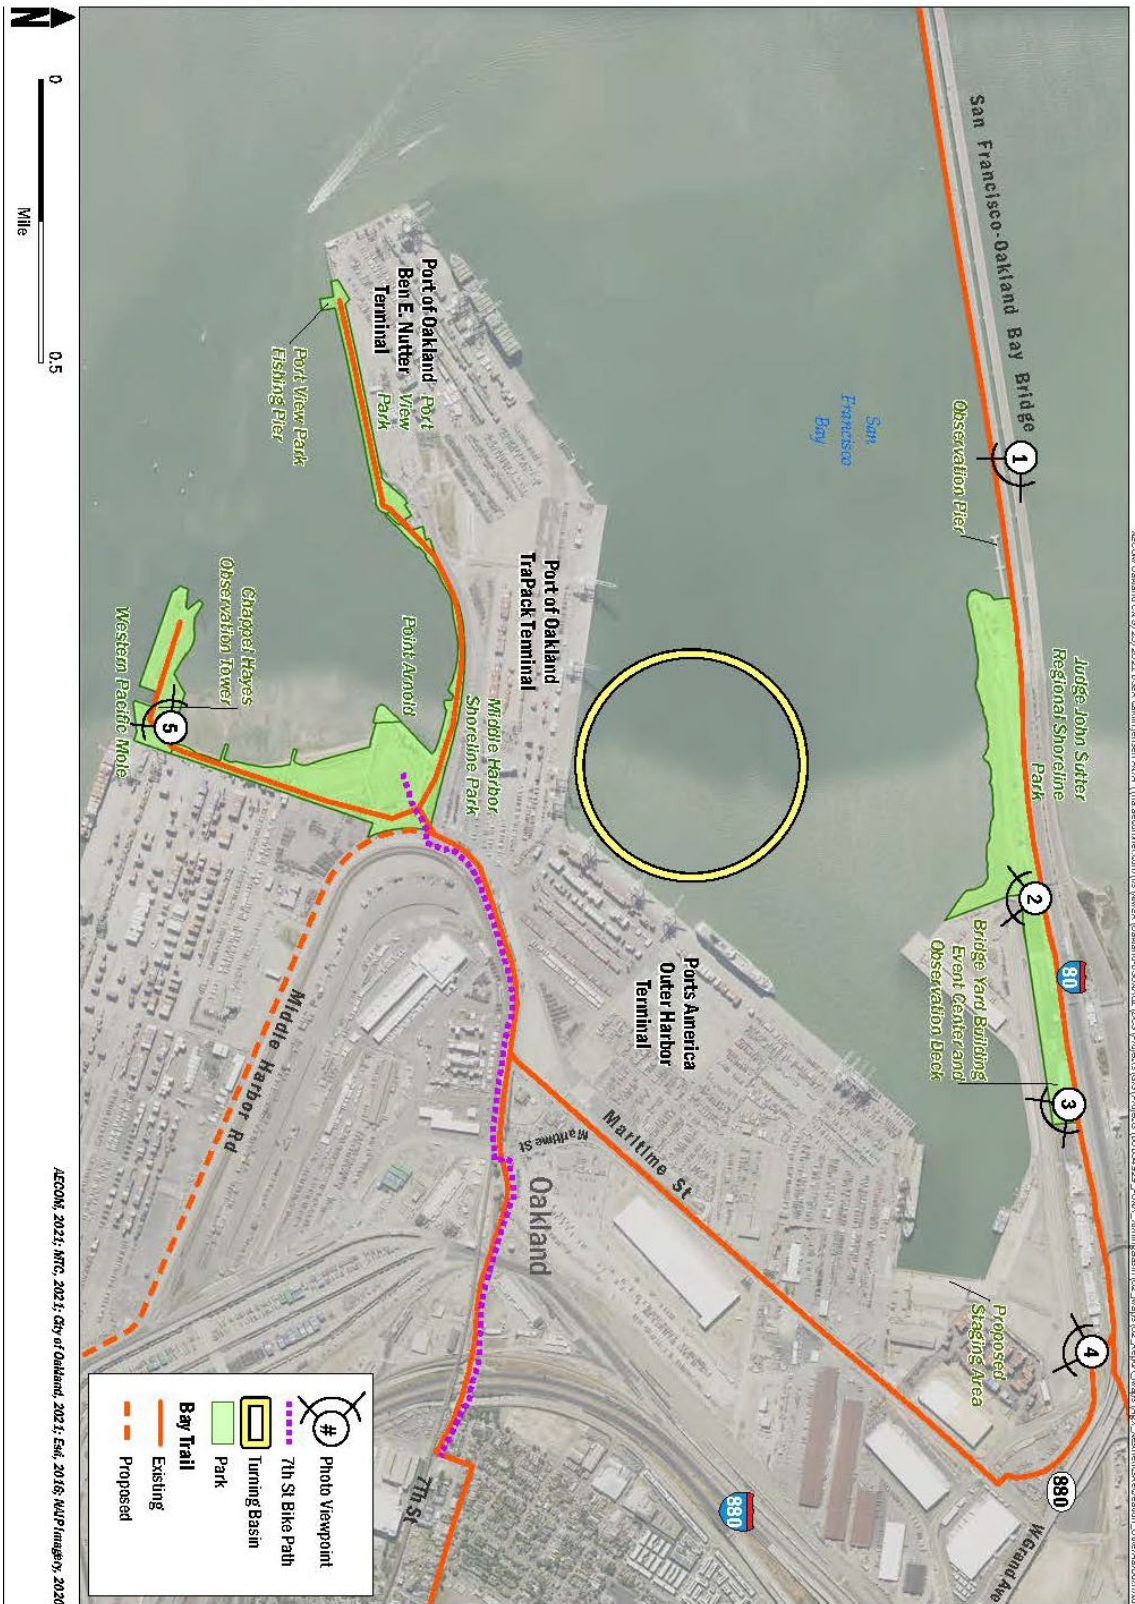 San Francisco-Oakland Bay Bridge
1
Observation Pier
Judge John Sutter
Regional Shoreline
Park
2
80
Bridge Yard Building
Event Center and
Observation Deck
3
4
880
W Grand Ave
San
Francisco
Bay
Port of Oakland
Ben E. Nutter
Terminal
Port
View
Park
Port View Park
Fishing Pier
Port of Oakland
TraPack Terminal
Middle Harbor
Shoreline Park
Point Arnold
Chappel Hayes
Observation Tower
5
Western Pacific Mole
Ports America
Outer Harbor
Terminal
Maritime St
Maritime St
Proposed
Staging Area
Oakland
Middle Harbor Rd
7th St
880
#
Photo Viewpoint
7th St Bike Path
Turning Basin
Park
Bay Trail
Existing
Proposed
N
0
0.5
Mile
AECOM, 2021; MTC, 2021; City of Oakland, 2021; Esri, 2016; NAIP Imagery, 2020